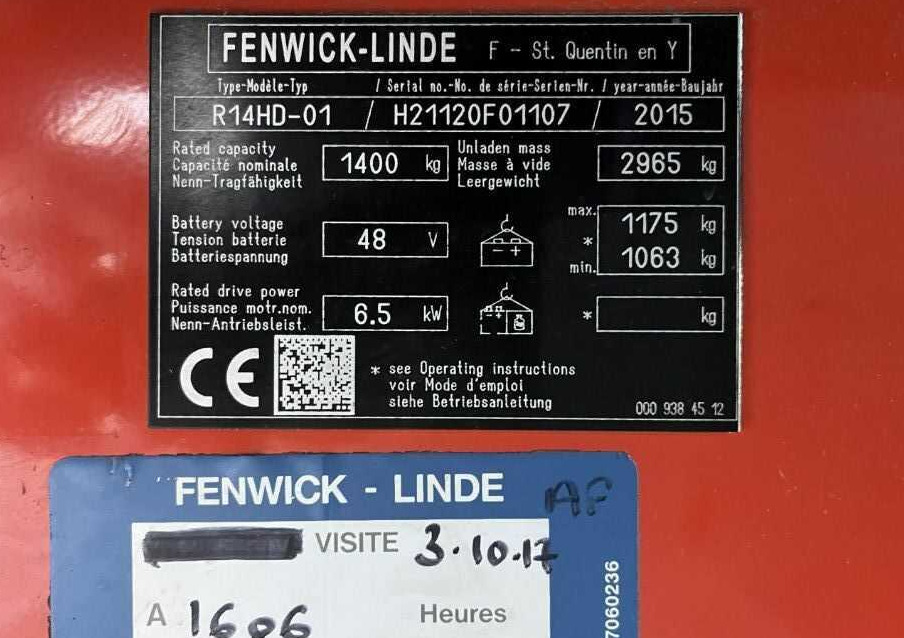 FENWICK-LINDE F - St. Quentin en Y
Type-Modèle-Typ / Serial no.-No. de série-Serien-Nr. / year-année-Baujahr
R14HD-01 / H21120F01107 / 2015
Rated capacity
Capacité nominale
Nenn-Tragfähigkeit
1400 kg
Unladen mass
Masse à vide
Leergewicht
2965 kg
Battery voltage
Tension batterie
Batteriespannung
48 V
- +
max. 1175 kg
*
min. 1063 kg
Rated drive power
Puissance motr.nom.
Nenn-Antriebsleist.
6.5 kW
* kg
CE
* see Operating instructions
voir Mode d'emploi
siehe Betriebsanleitung
000 938 45 12
FENWICK - LINDE AF
VISITE 3.10.17
A 1606 Heures
7060236